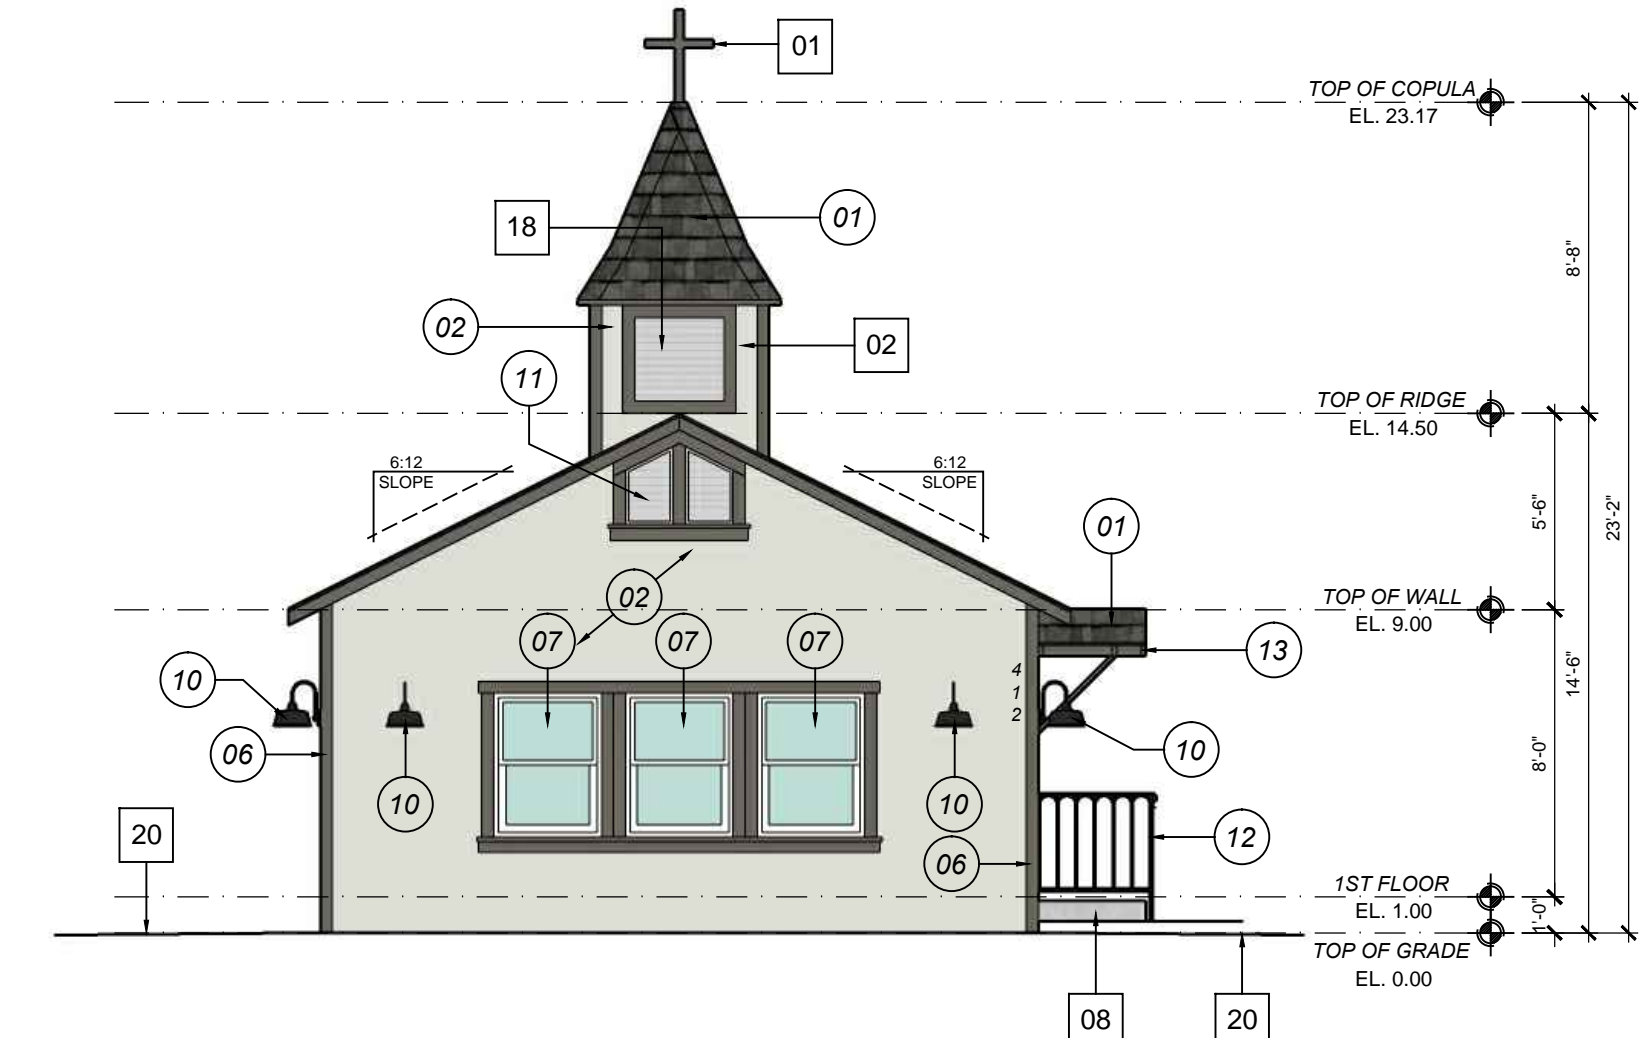 01
TOP OF COPULA
EL. 23.17
18
01
8'-8"
02
02
11
TOP OF RIDGE
EL. 14.50
6:12
SLOPE
6:12
SLOPE
01
5'-6"
23'-2"
02
TOP OF WALL
EL. 9.00
07
07
07
13
10
4
1
2
14'-6"
06
10
10
10
8'-0"
20
12
06
1ST FLOOR
EL. 1.00
1'-0"
TOP OF GRADE
EL. 0.00
08
20